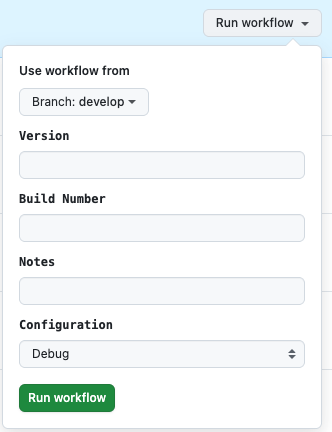 Run workflow
Use workflow from
Branch: develop
Version
Build Number
Notes
Configuration
Debug
Run workflow